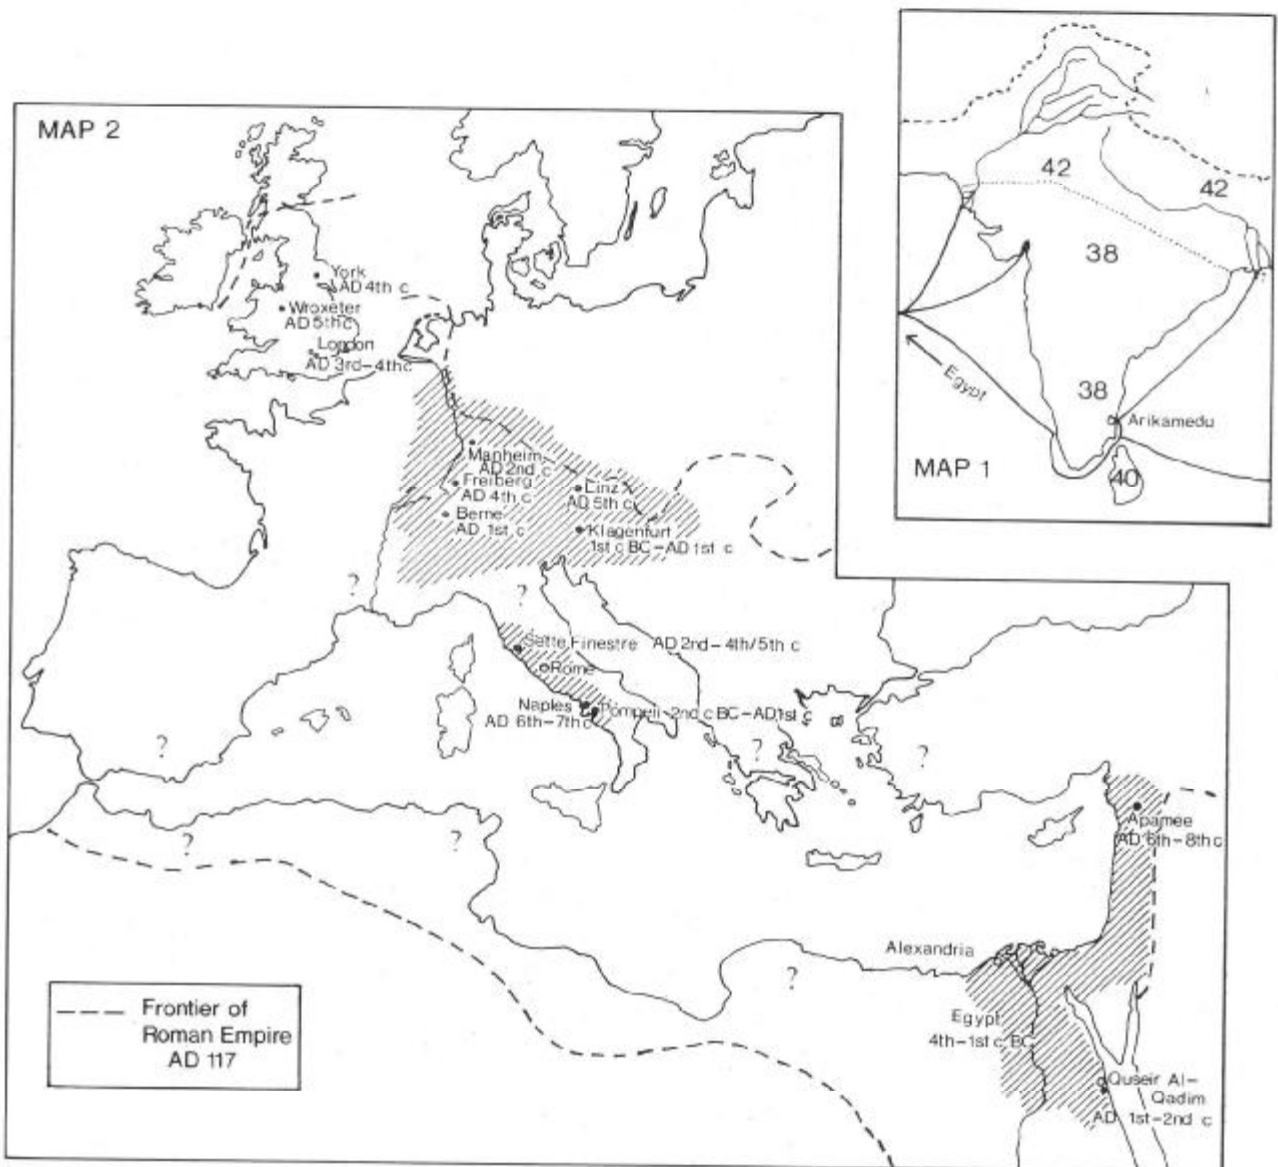 MAP 2
York
AD 4th c
Wroxeter
AD 5th c
London
AD 3rd-4th c
Manheim
AD 2nd c
Freiberg
AD 4th c
Berne
AD 1st c
Linz
AD 5th c
Klagenfurt
1st c BC-AD 1st c
?
?
Sette Finestre AD 2nd-4th/5th c
Rome
Naples
AD 6th-7th c
Pompeii 2nd c BC-AD 1st c
?
?
?
?
?
Apamee
AD 6th-8th c
Alexandria
?
Egypt
4th-1st c BC
Quseir Al-
Qadim
AD 1st-2nd c
Frontier of
Roman Empire
AD 117
42
42
38
38
Egypt
Arikamedu
MAP 1
40